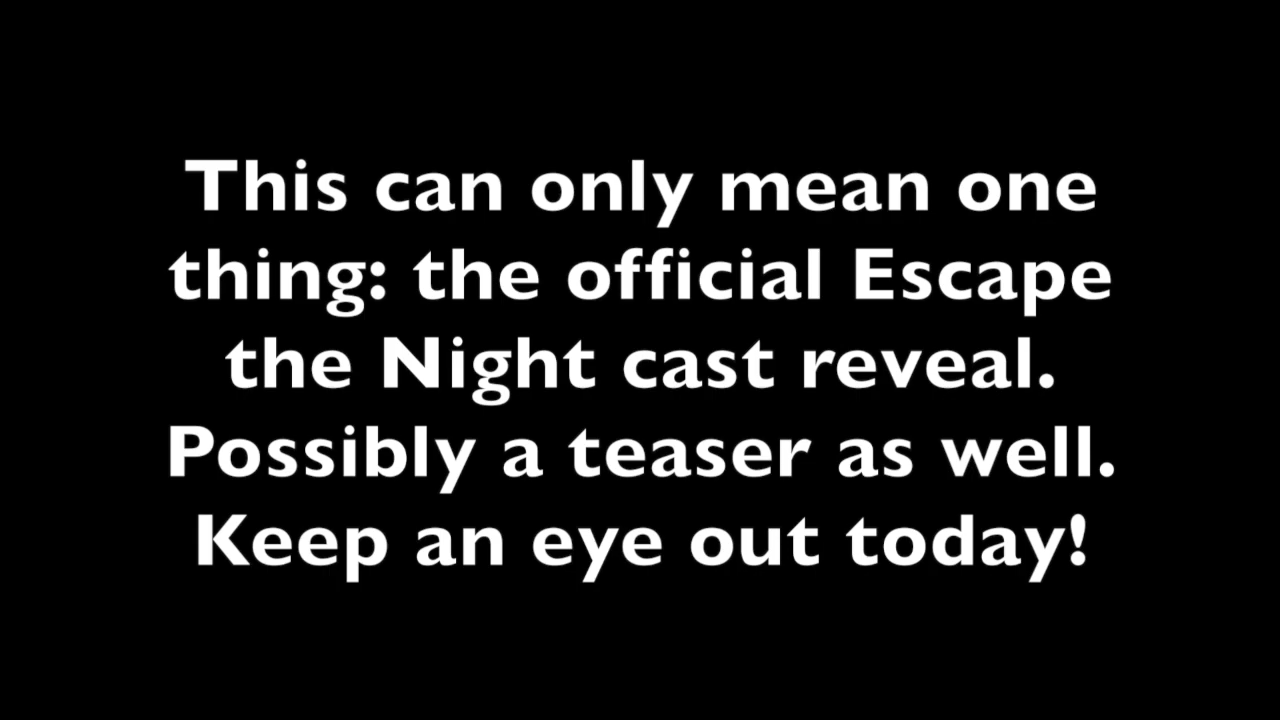 This can only mean one
thing: the official Escape
the Night cast reveal.
Possibly a teaser as well.
Keep an eye out today!